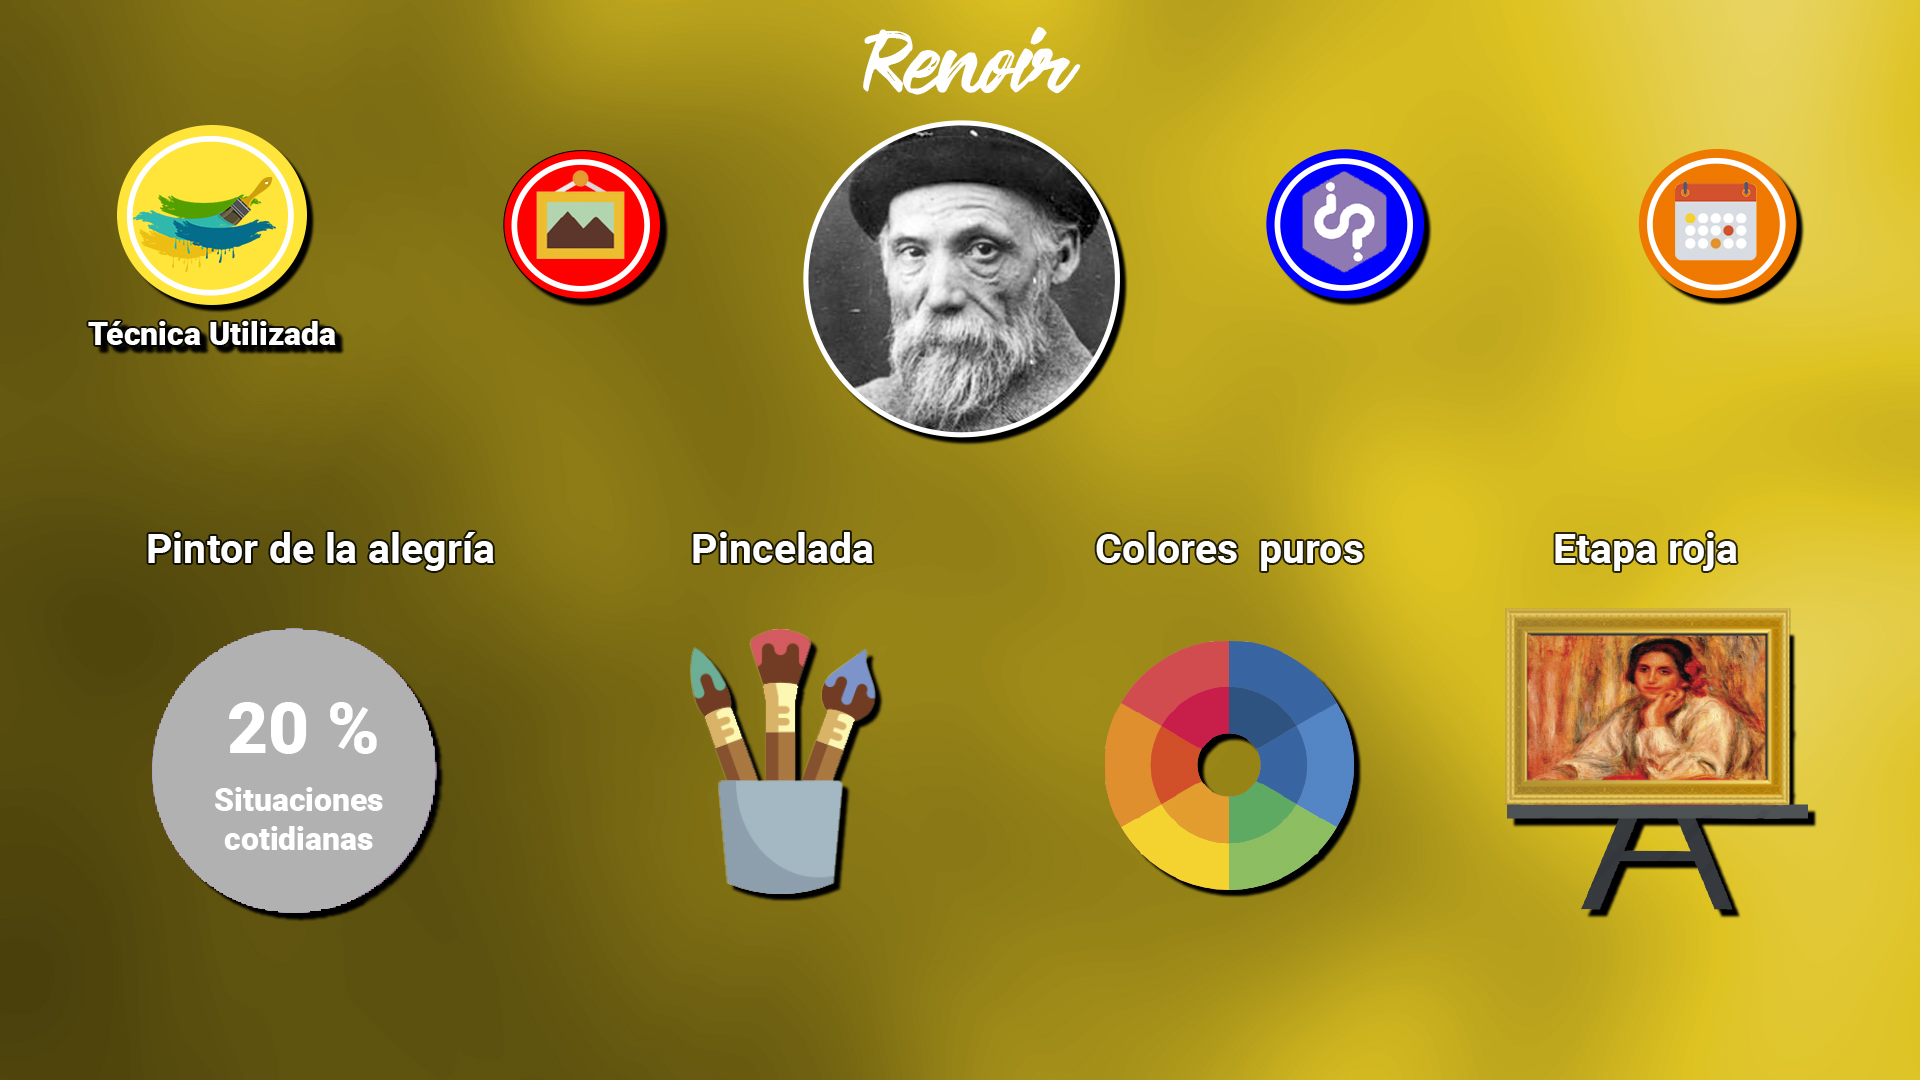 Renoir
Técnica Utilizada
Pintor de la alegría
Pincelada
Colores puros
Etapa roja
20 %
Situaciones
cotidianas